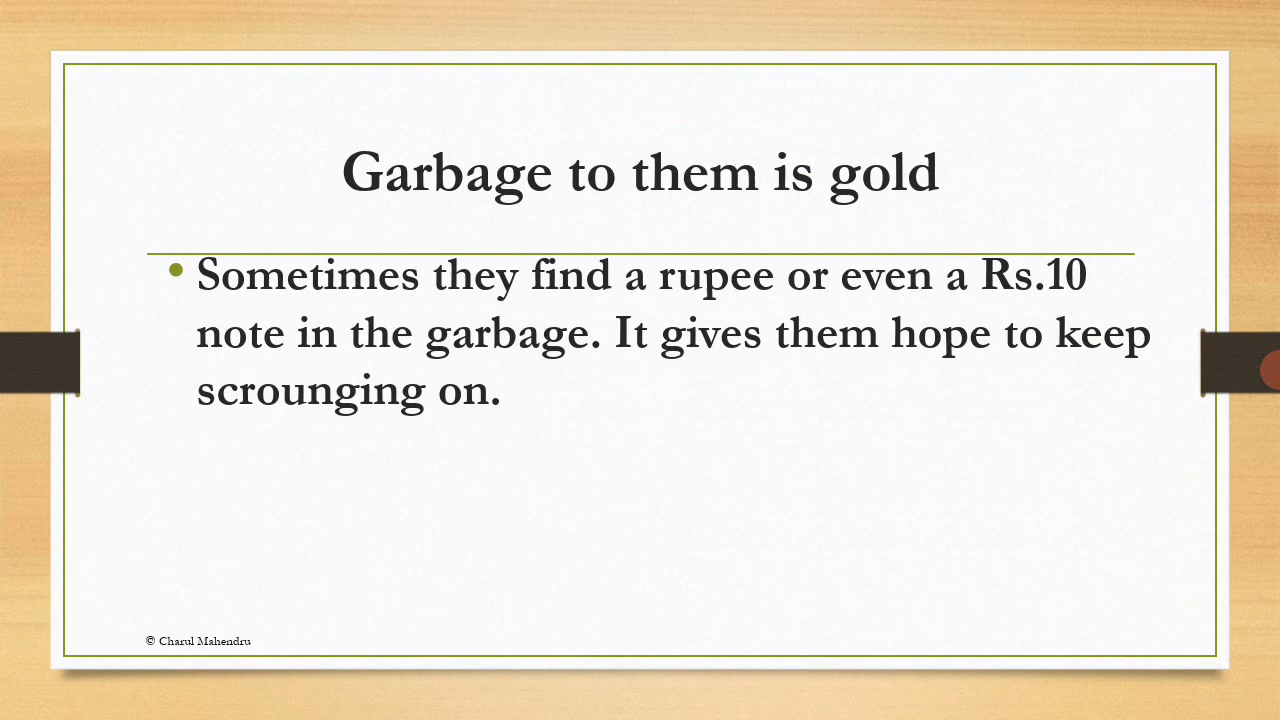 Garbage to them is gold
• Sometimes they find a rupee or even a Rs.10
note in the garbage. It gives them hope to keep
scrounging on.
© Charul Mahendru